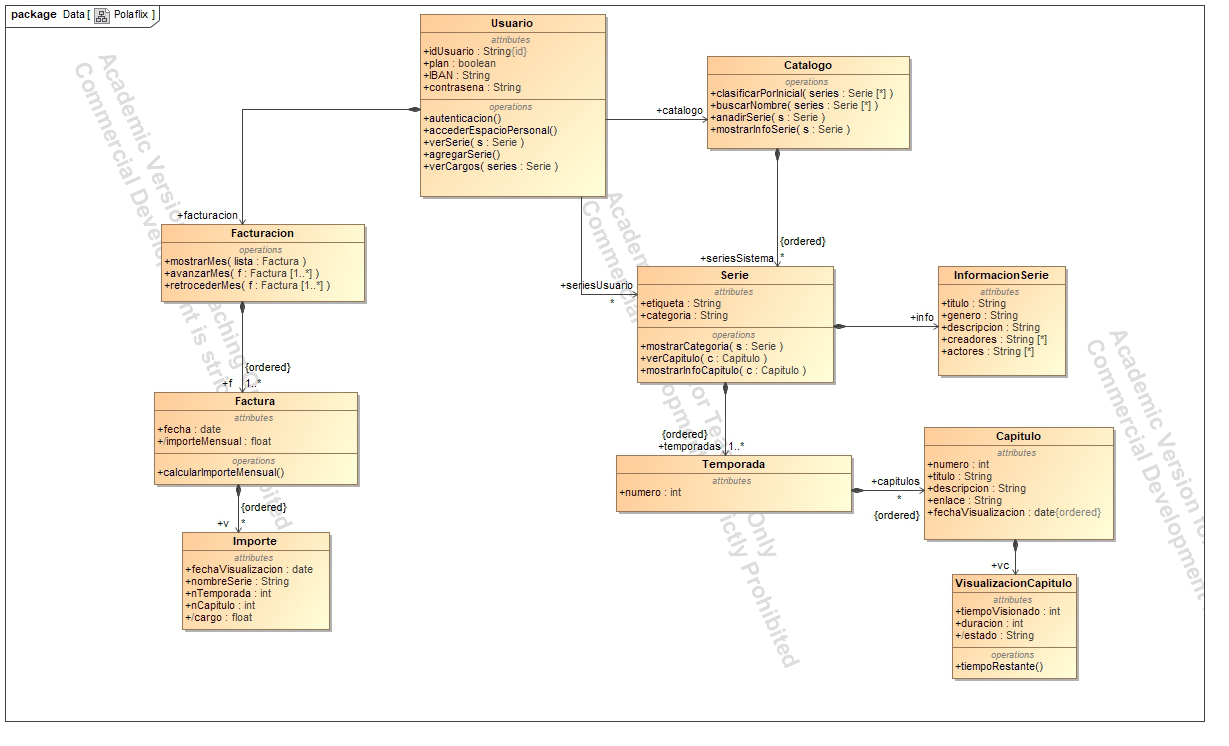 package Data [ Polaflix ]
Usuario
attributes
+idUsuario : String{id}
+plan : boolean
+IBAN : String
+contrasena : String
operations
+autenticacion()
+accederEspacioPersonal()
+verSerie( s : Serie )
+agregarSerie()
+verCargos( series : Serie )
+catalogo
Catalogo
operations
+clasificarPorInicial( series : Serie [*] )
+buscarNombre( series : Serie [*] )
+anadirSerie( s : Serie )
+mostrarInfoSerie( s : Serie )
+facturacion
Facturacion
operations
+mostrarMes( lista : Factura )
+avanzarMes( f : Factura [1..*] )
+retrocederMes( f : Factura [1..*] )
{ordered}
+seriesSistema
*
+seriesUsuario
*
Serie
attributes
+etiqueta : String
+categoria : String
operations
+mostrarCategoria( s : Serie )
+verCapitulo( c : Capitulo )
+mostrarInfoCapitulo( c : Capitulo )
+info
InformacionSerie
attributes
+titulo : String
+genero : String
+descripcion : String
+creadores : String [*]
+actores : String [*]
{ordered}
+f 1..*
Factura
attributes
+fecha : date
+/importeMensual : float
operations
+calcularImporteMensual()
{ordered}
+temporadas 1..*
Temporada
attributes
+numero : int
+capitulos
*
{ordered}
Capitulo
attributes
+numero : int
+titulo : String
+descripcion : String
+enlace : String
+fechaVisualizacion : date{ordered}
{ordered}
+v *
Importe
attributes
+fechaVisualizacion : date
+nombreSerie : String
+nTemporada : int
+nCapitulo : int
+/cargo : float
+vc
VisualizacionCapitulo
attributes
+tiempoVisionado : int
+duracion : int
+/estado : String
operations
+tiempoRestante()
Academic Version
Commercial Develop
Academic Version for
Commercial Development